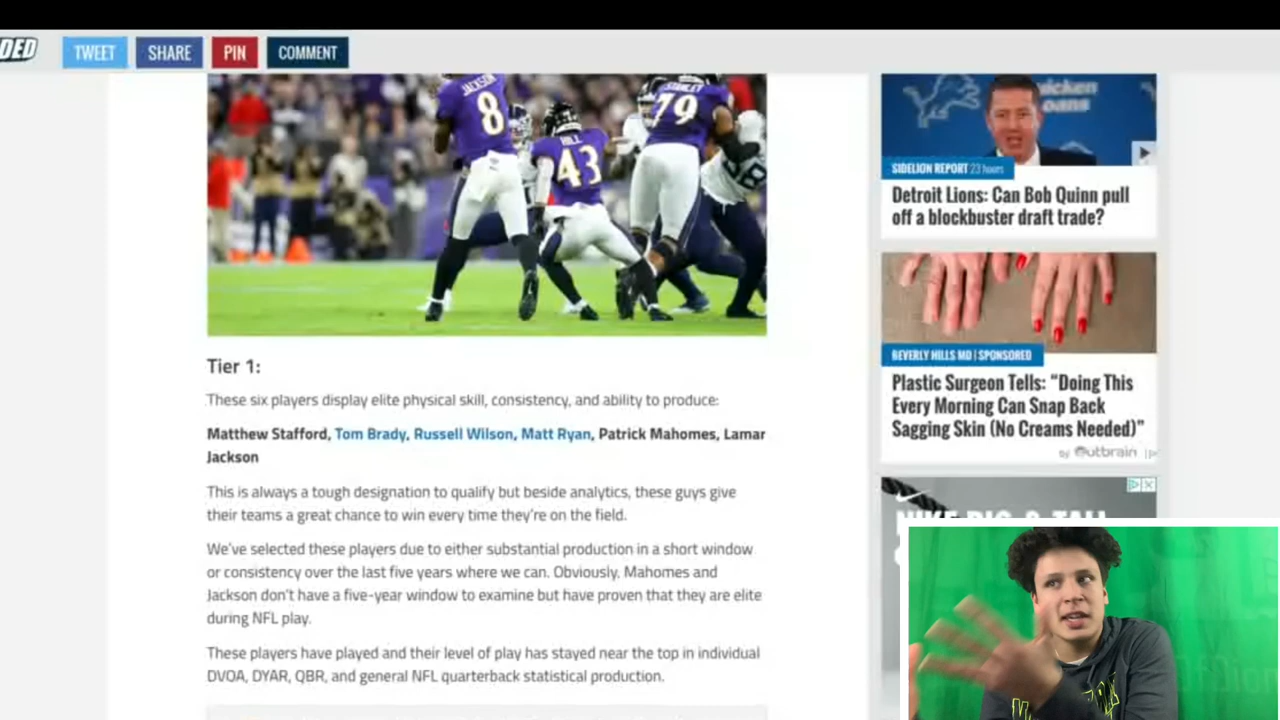 DED
TWEET
SHARE
PIN
COMMENT
JACKSON
8
HILL
43
STANLEY
79
Tier 1:
These six players display elite physical skill, consistency, and ability to produce:
Matthew Stafford, Tom Brady, Russell Wilson, Matt Ryan, Patrick Mahomes, Lamar
Jackson
This is always a tough designation to qualify but beside analytics, these guys give
their teams a great chance to win every time they're on the field.
We've selected these players due to either substantial production in a short window
or consistency over the last five years where we can. Obviously, Mahomes and
Jackson don't have a five-year window to examine but have proven that they are elite
during NFL play.
These players have played and their level of play has stayed near the top in individual
DVOA, DYAR, QBR, and general NFL quarterback statistical production.
uicken
oans
SIDELION REPORT 23 hours
Detroit Lions: Can Bob Quinn pull
off a blockbuster draft trade?
BEVERLY HILLS MD | SPONSORED
Plastic Surgeon Tells: “Doing This
Every Morning Can Snap Back
Sagging Skin (No Creams Needed)”
by Outbrain